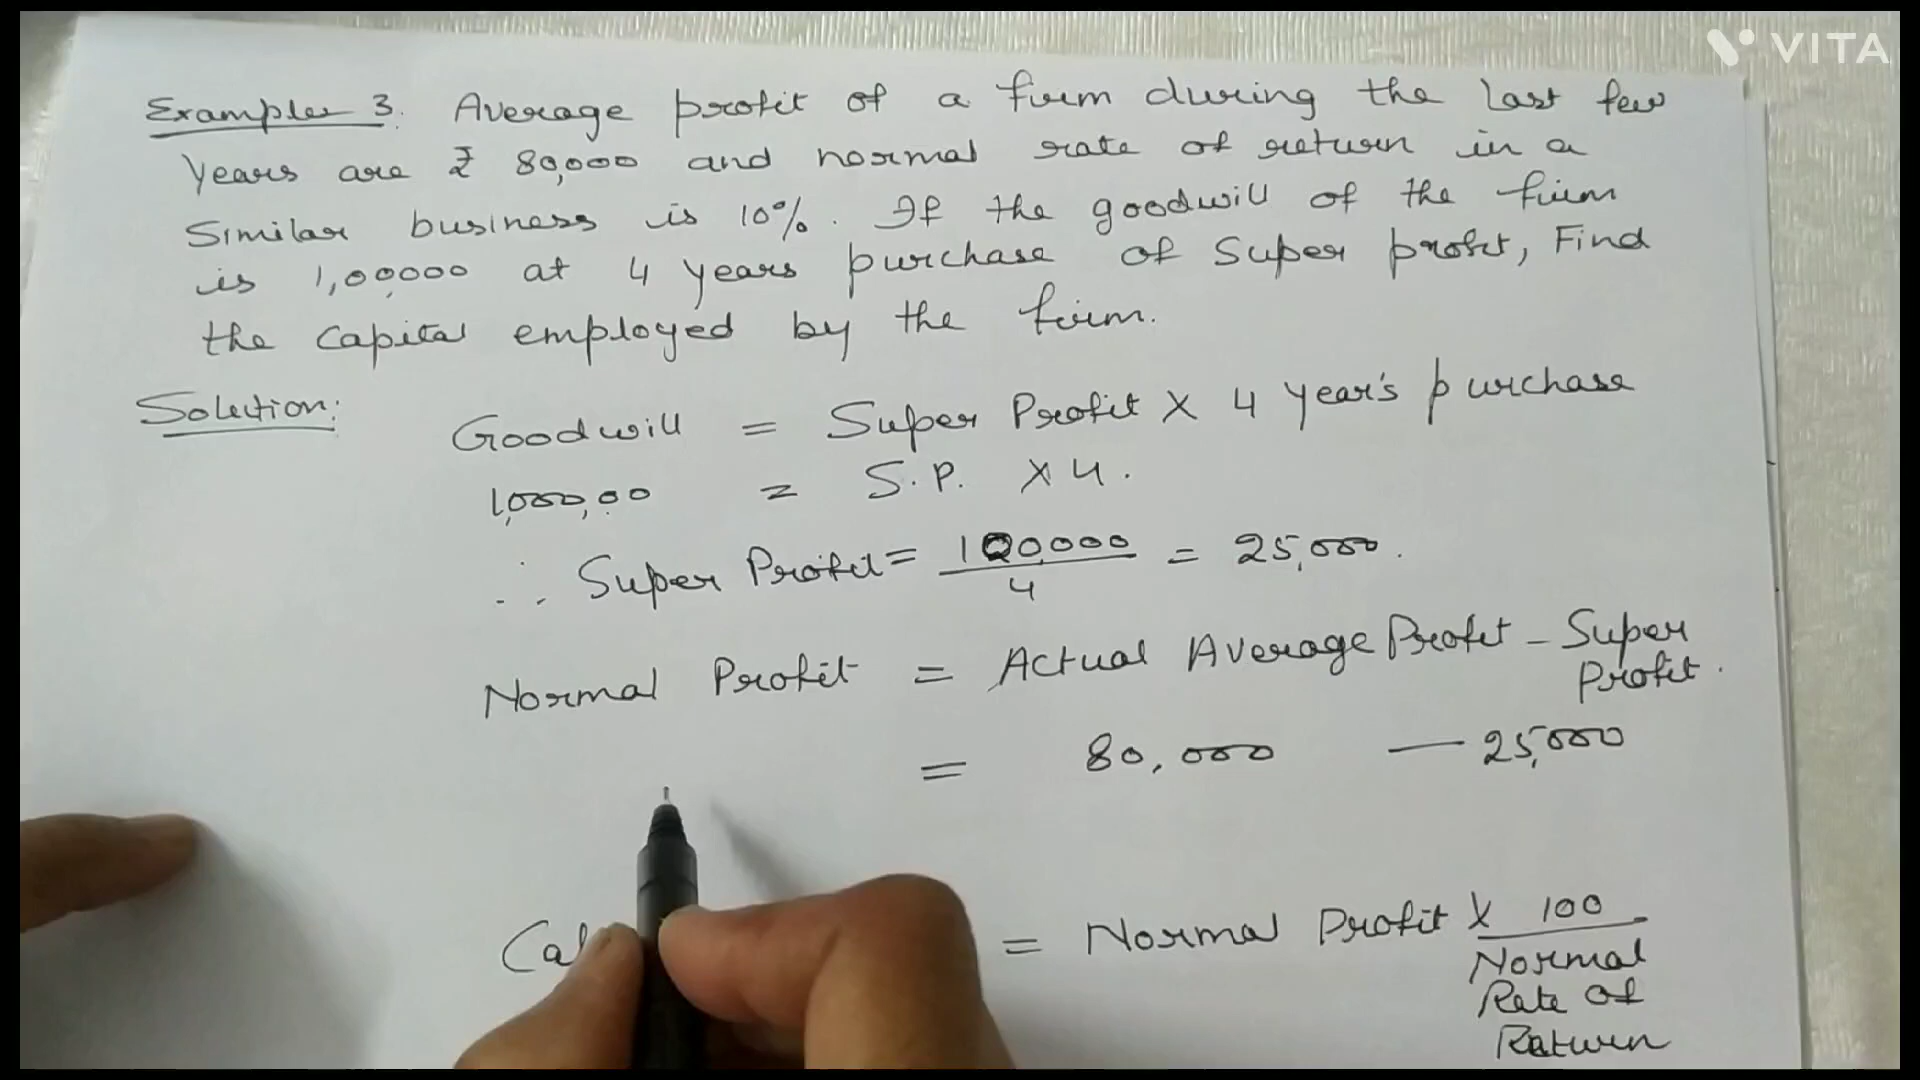 VITA
Example 3. Average profit of a firm during the last few
years are ₹ 80,000 and normal rate of return in a
similar business is 10%. If the goodwill of the firm
is 1,00,000 at 4 years purchase of super profit, Find
the capital employed by the firm.
Solution:
Goodwill = Super Profit X 4 year's purchase
1,000,00 = S.P. X 4.
∴ Super Profit = 100,000 / 4 = 25,000.
Normal Profit = Actual Average Profit - Super
Profit.
= 80,000 — 25,000
= Normal Profit X 100
Normal
Rate of
Return